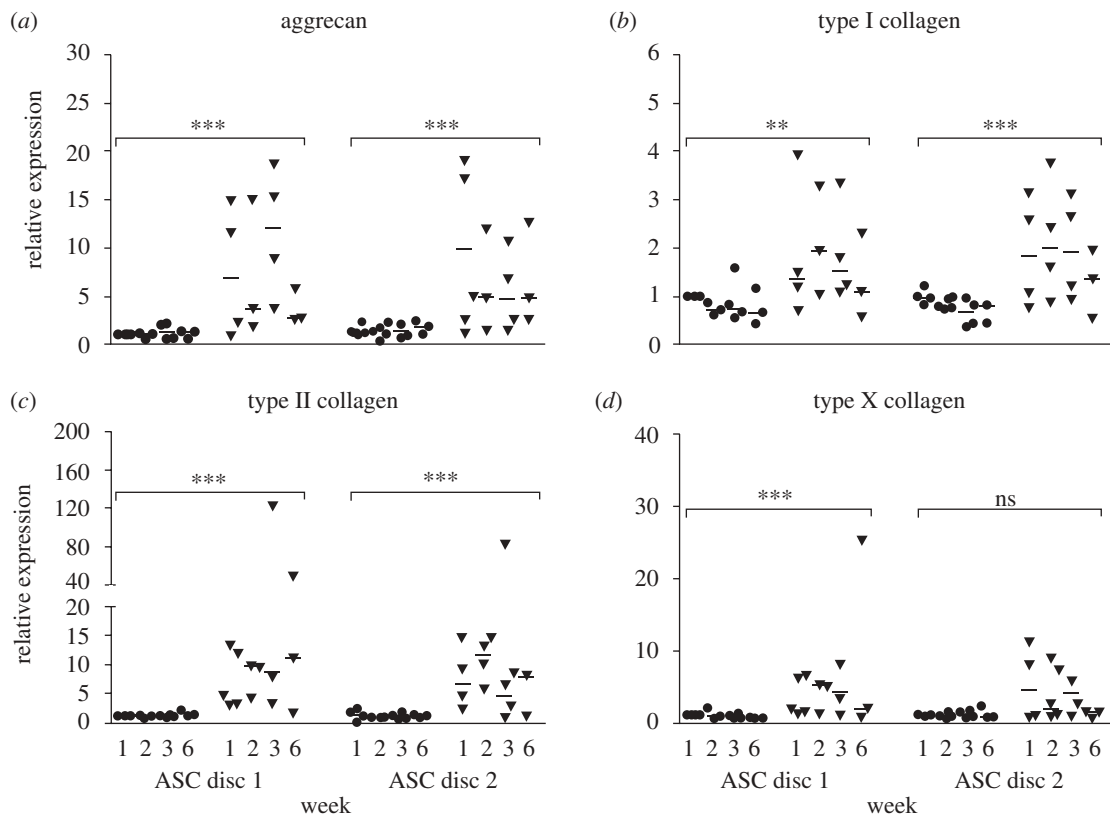 (a) aggrecan
30
25
relative expression
20
15
10
5
0
***
***
(b) type I collagen
6
5
4
3
2
1
0
**
***
(c) type II collagen
200
160
120
80
40
20
15
10
5
0
relative expression
***
***
1 2 3 6 1 2 3 6 1 2 3 6 1 2 3 6
ASC disc 1 ASC disc 2
week
(d) type X collagen
40
30
20
10
0
***
ns
1 2 3 6 1 2 3 6 1 2 3 6 1 2 3 6
ASC disc 1 ASC disc 2
week